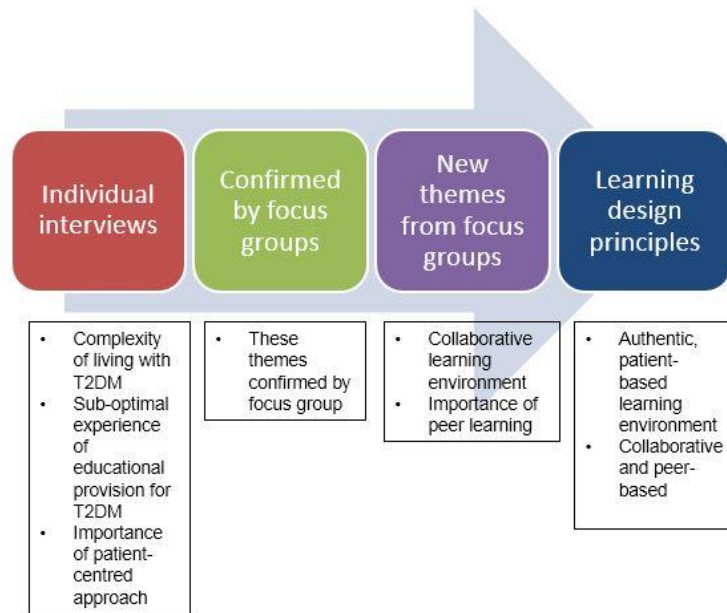 Individual
interviews
Confirmed
by focus
groups
New
themes
from focus
groups
Learning
design
principles
• Complexity
of living with
T2DM
• Sub-optimal
experience
of
educational
provision for
T2DM
• Importance
of patient-
centred
approach
• These
themes
confirmed by
focus group
• Collaborative
learning
environment
• Importance of
peer learning
• Authentic,
patient-
based
learning
environment
• Collaborative
and peer-
based